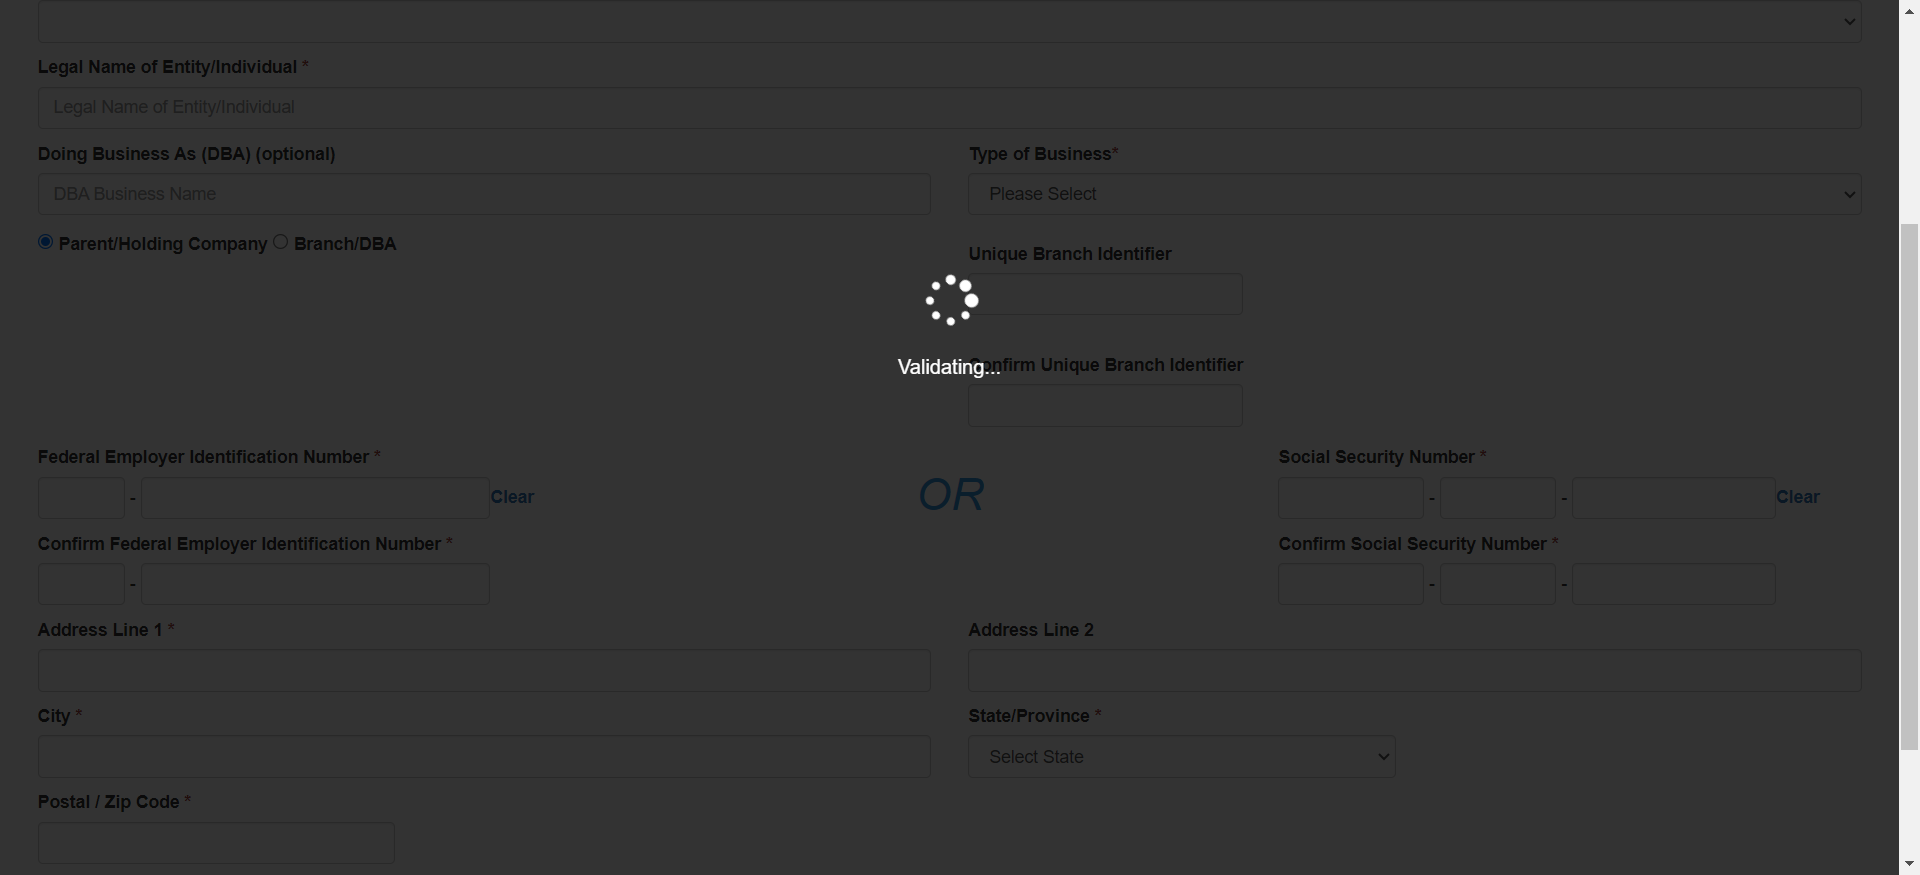 Legal Name of Entity/Individual *
Legal Name of Entity/Individual
Doing Business As (DBA) (optional)
Type of Business*
DBA Business Name
Please Select
Parent/Holding Company
Branch/DBA
Unique Branch Identifier
Validating...
Confirm Unique Branch Identifier
Federal Employer Identification Number *
- Clear
OR
Social Security Number *
- - Clear
Confirm Federal Employer Identification Number *
-
Confirm Social Security Number *
- -
Address Line 1 *
Address Line 2
City *
State/Province *
Select State
Postal / Zip Code *